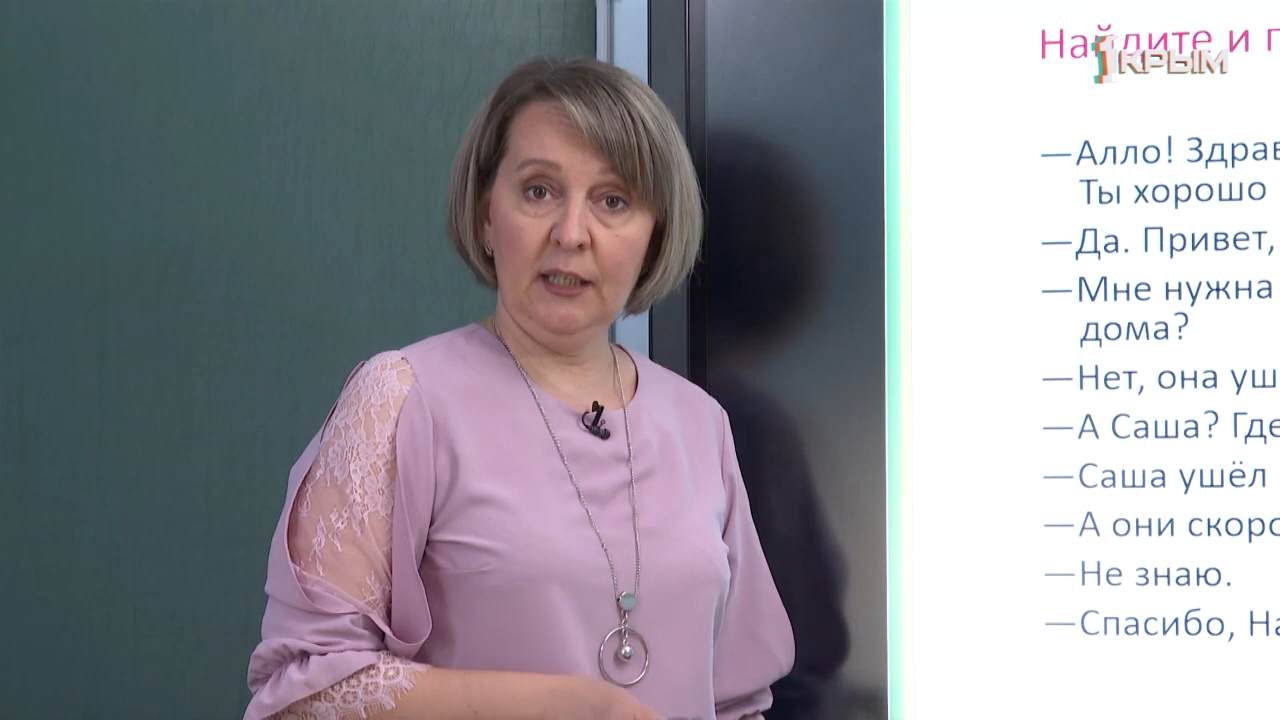 Найдите и п
1 КРЫМ
—Алло! Здрав
Ты хорошо
—Да. Привет,
—Мне нужна
дома?
—Нет, она уш
—А Саша? Где
—Саша ушёл
—А они скоро
—Не знаю.
—Спасибо, На